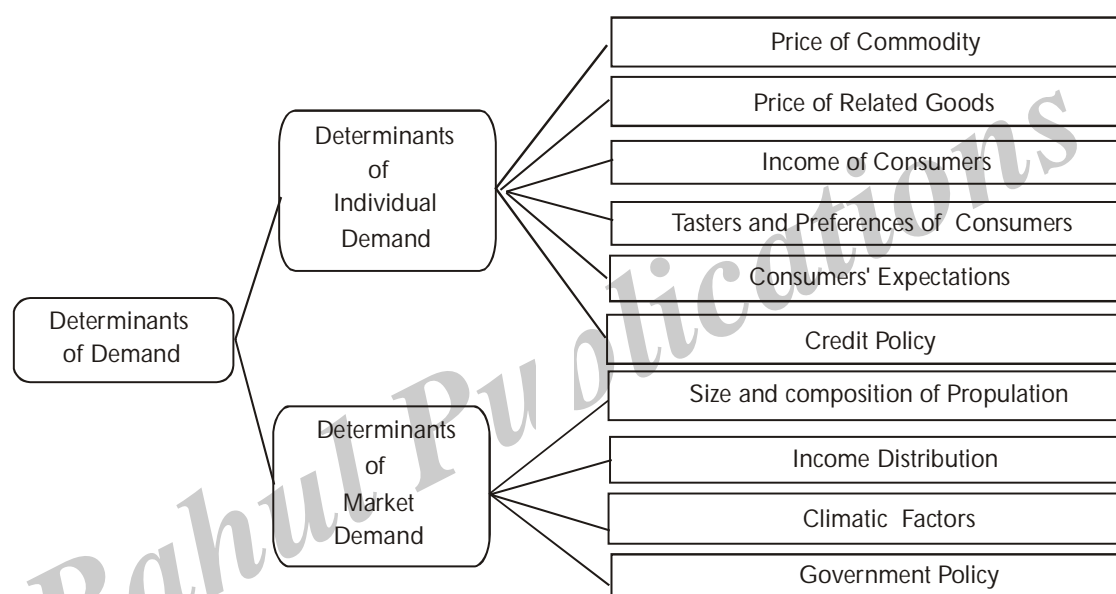 Determinants
of Demand
Determinants
of
Individual
Demand
Price of Commodity
Price of Related Goods
Income of Consumers
Tasters and Preferences of Consumers
Consumers' Expectations
Credit Policy
Determinants
of
Market
Demand
Size and composition of Propulation
Income Distribution
Climatic Factors
Government Policy
Rahul Publications